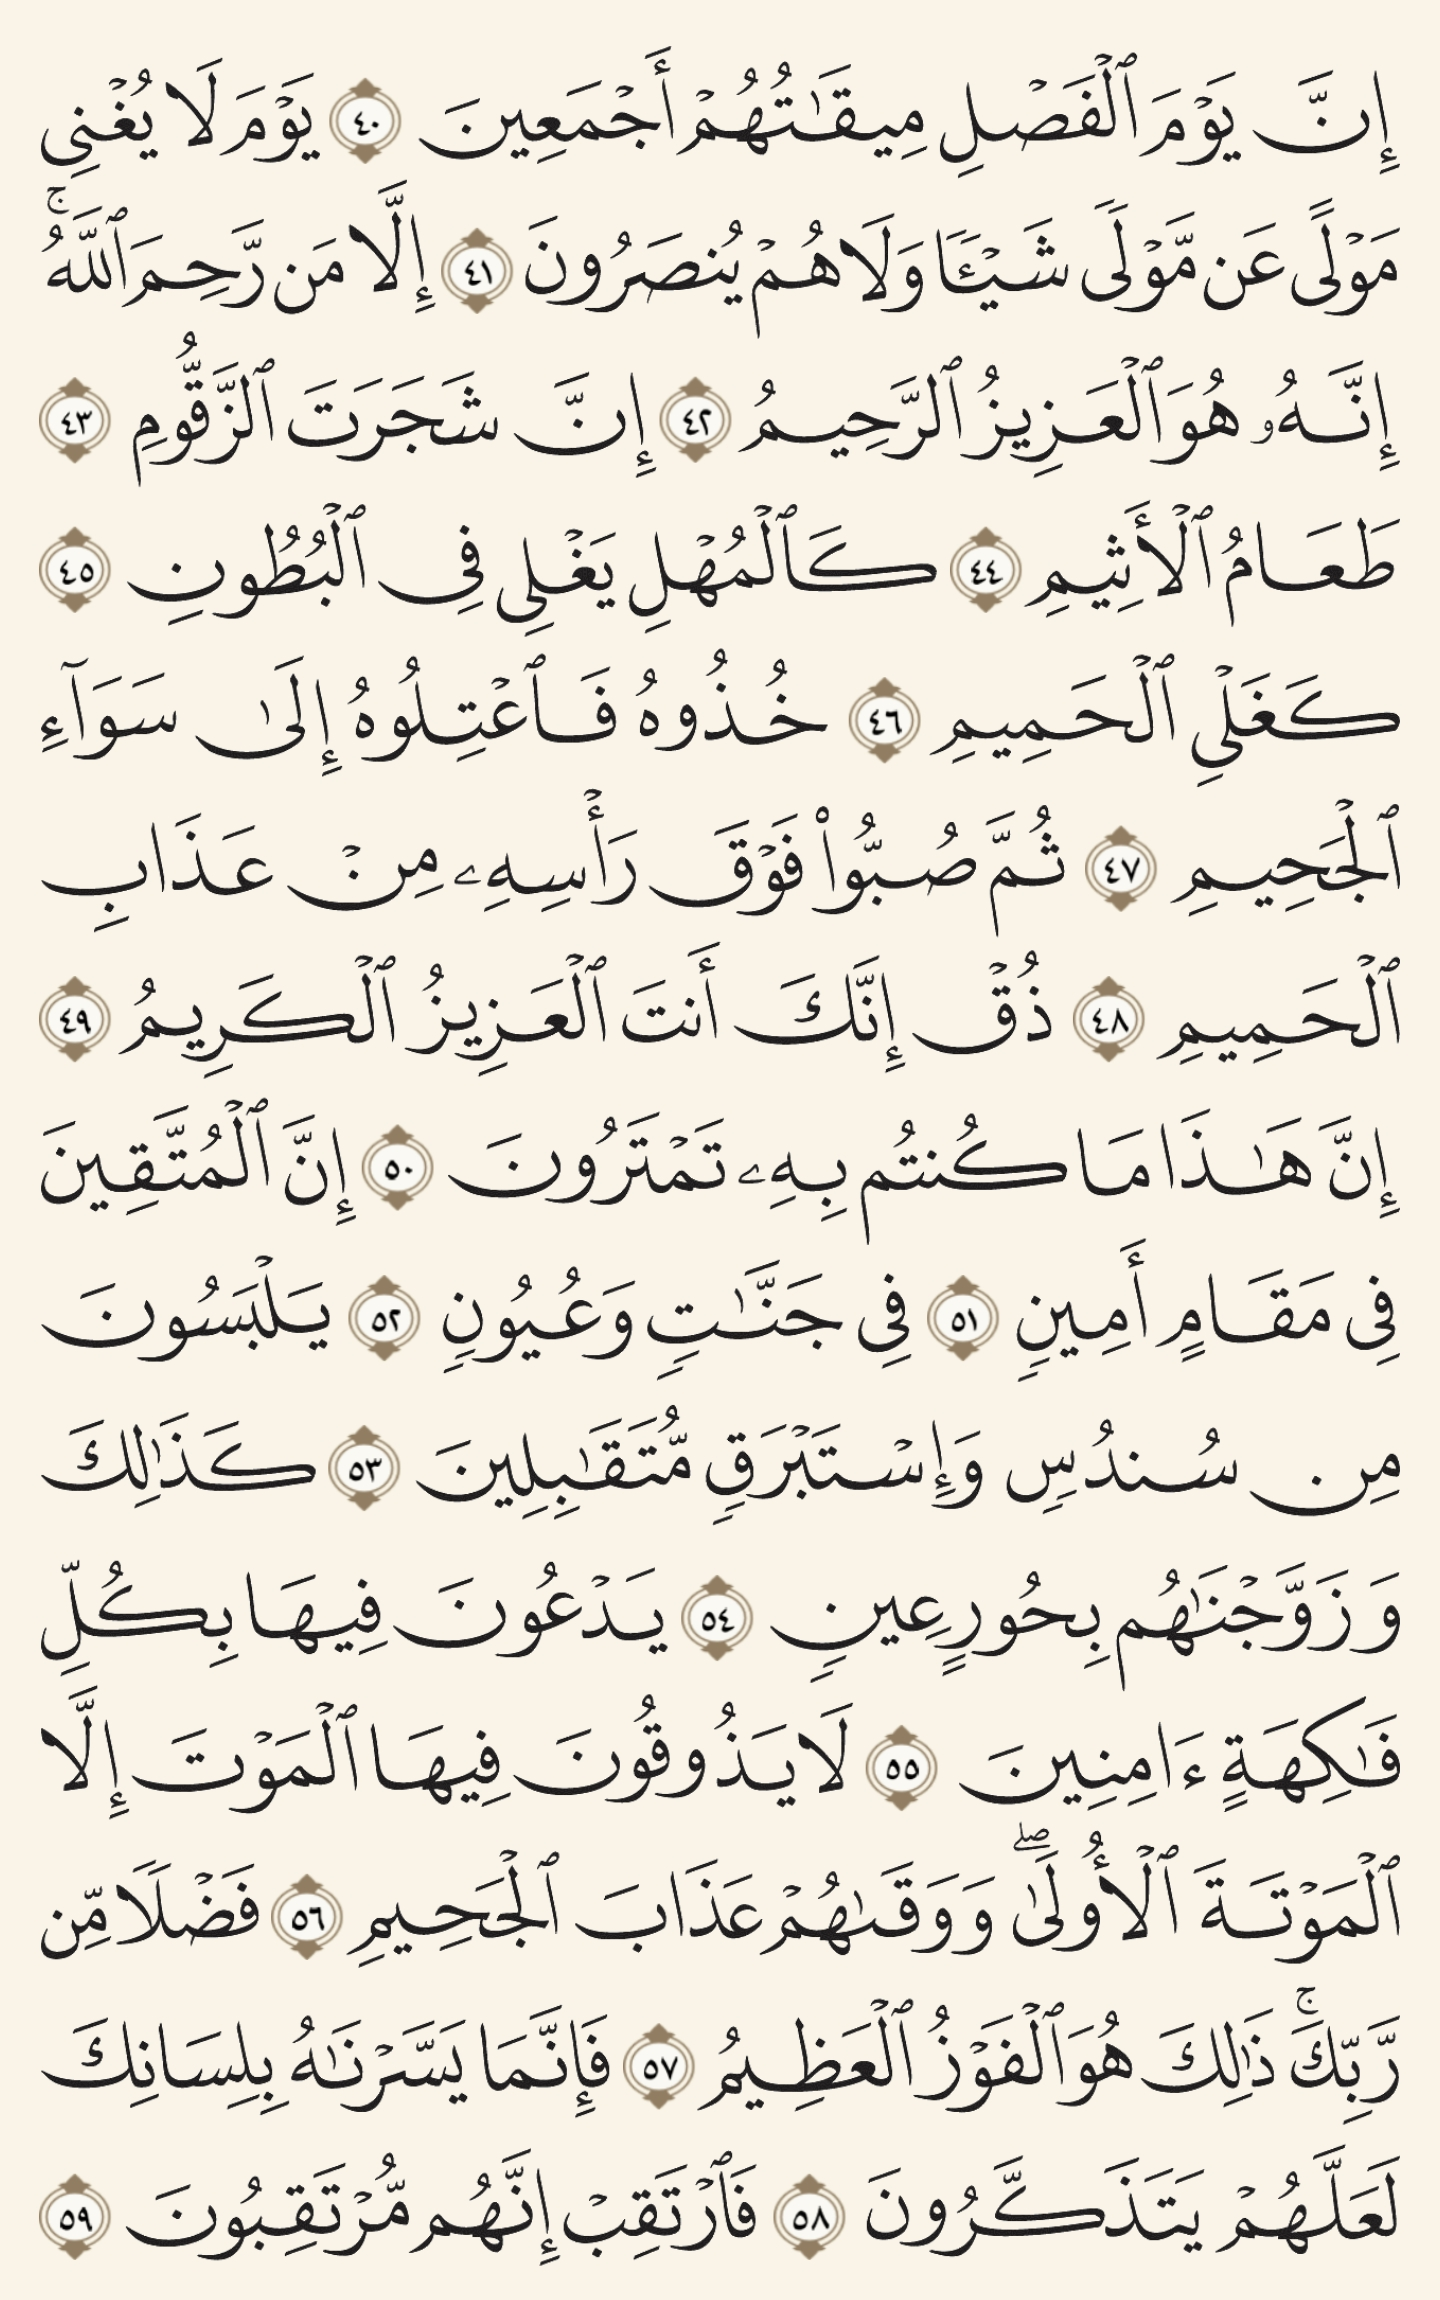 إِنَّ يَوْمَ ٱلْفَصْلِ مِيقَـٰتُهُمْ أَجْمَعِينَ ٤٠ يَوْمَ لَا يُغْنِى
مَوْلًى عَن مَّوْلًى شَيْـًٔا وَلَا هُمْ يُنصَرُونَ ٤١ إِلَّا مَن رَّحِمَ ٱللَّهُ ۚ
إِنَّهُۥ هُوَ ٱلْعَزِيزُ ٱلرَّحِيمُ ٤٢ إِنَّ شَجَرَتَ ٱلزَّقُّومِ ٤٣
طَعَامُ ٱلْأَثِيمِ ٤٤ كَٱلْمُهْلِ يَغْلِى فِى ٱلْبُطُونِ ٤٥
كَغَلْىِ ٱلْحَمِيمِ ٤٦ خُذُوهُ فَٱعْتِلُوهُ إِلَىٰ سَوَآءِ
ٱلْجَحِيمِ ٤٧ ثُمَّ صُبُّوا۟ فَوْقَ رَأْسِهِۦ مِنْ عَذَابِ
ٱلْحَمِيمِ ٤٨ ذُقْ إِنَّكَ أَنتَ ٱلْعَزِيزُ ٱلْكَرِيمُ ٤٩
إِنَّ هَـٰذَا مَا كُنتُم بِهِۦ تَمْتَرُونَ ٥٠ إِنَّ ٱلْمُتَّقِينَ
فِى مَقَامٍ أَمِينٍ ٥١ فِى جَنَّـٰتٍ وَعُيُونٍ ٥٢ يَلْبَسُونَ
مِن سُندُسٍ وَإِسْتَبْرَقٍ مُّتَقَـٰبِلِينَ ٥٣ كَذَٰلِكَ
وَزَوَّجْنَـٰهُم بِحُورٍ عِينٍ ٥٤ يَدْعُونَ فِيهَا بِكُلِّ
فَـٰكِهَةٍ ءَامِنِينَ ٥٥ لَا يَذُوقُونَ فِيهَا ٱلْمَوْتَ إِلَّا
ٱلْمَوْتَةَ ٱلْأُولَىٰ ۖ وَوَقَىٰهُمْ عَذَابَ ٱلْجَحِيمِ ٥٦ فَضْلًا مِّن
رَّبِّكَ ۚ ذَٰلِكَ هُوَ ٱلْفَوْزُ ٱلْعَظِيمُ ٥٧ فَإِنَّمَا يَسَّرْنَـٰهُ بِلِسَانِكَ
لَعَلَّهُمْ يَتَذَكَّرُونَ ٥٨ فَٱرْتَقِبْ إِنَّهُم مُّرْتَقِبُونَ ٥٩